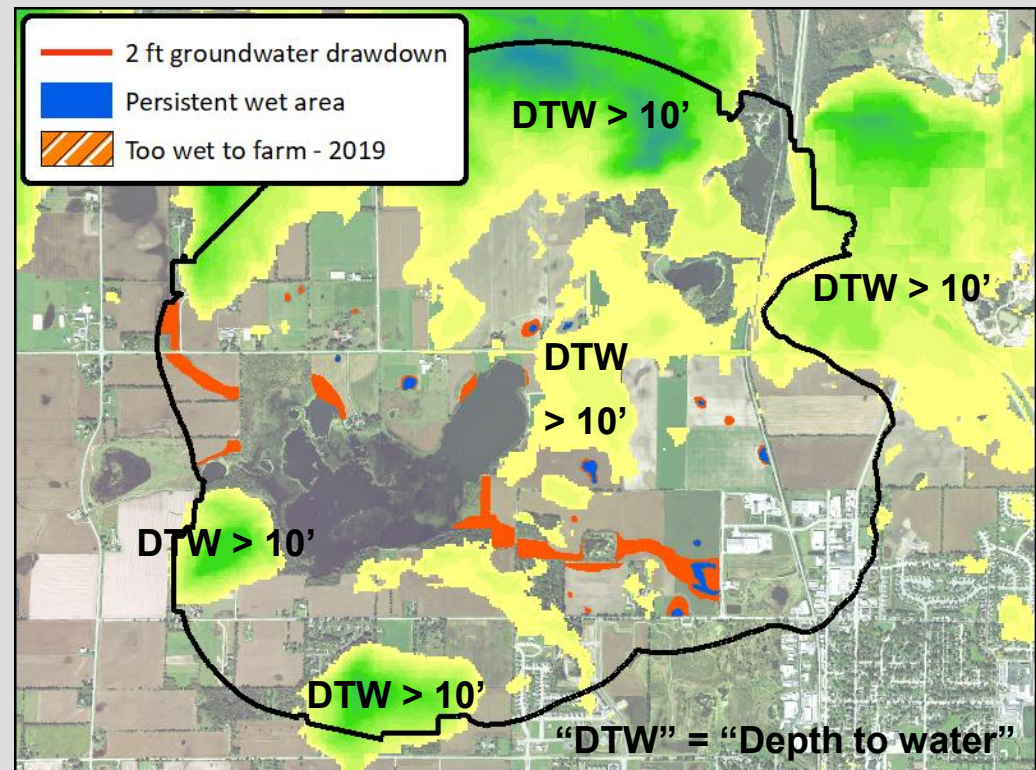 2 ft groundwater drawdown
Persistent wet area
Too wet to farm - 2019
DTW > 10’
DTW > 10’
DTW
> 10’
DTW > 10’
DTW > 10’
“DTW” = “Depth to water”